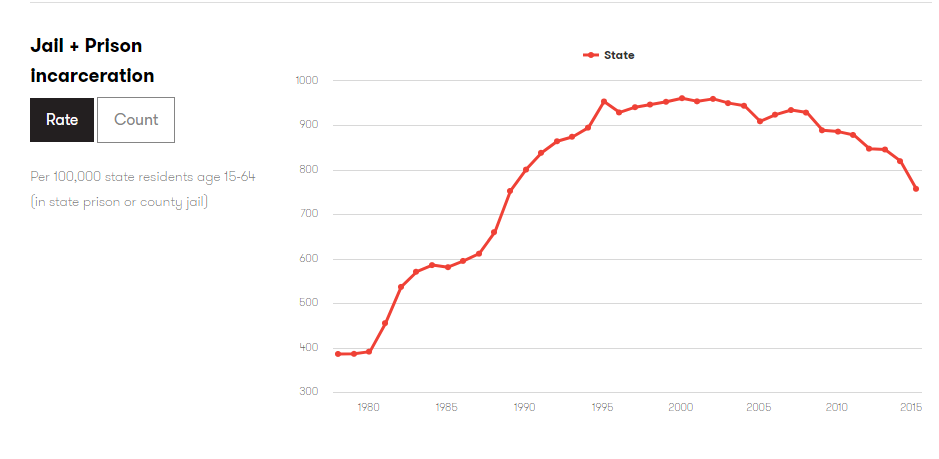 Jail + Prison
incarceration
Rate
Count
Per 100,000 state residents age 15-64
(in state prison or county jail)
State
1000
900
800
700
600
500
400
300
1980 1985 1990 1995 2000 2005 2010 2015